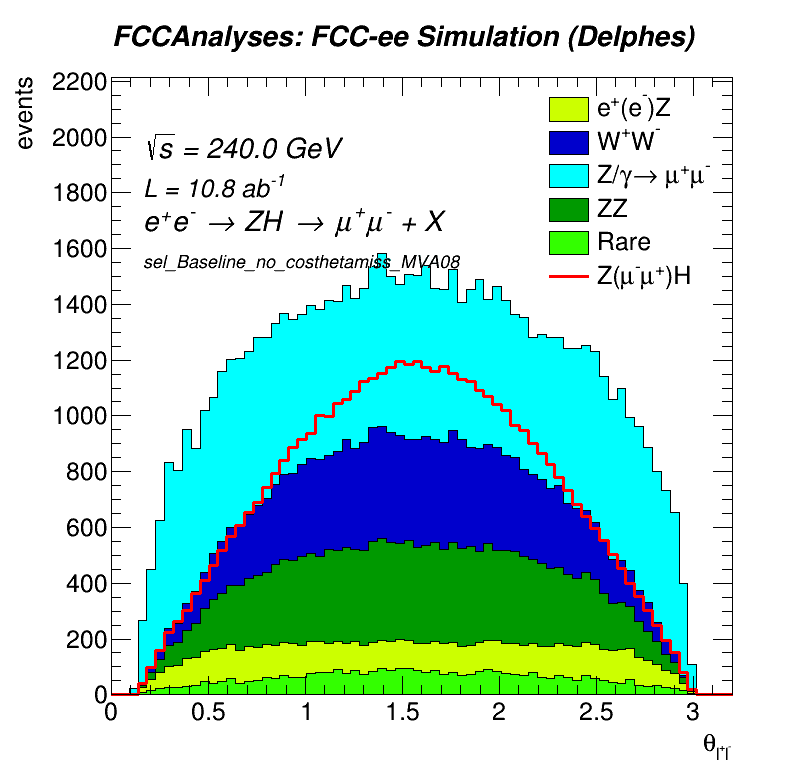 FCCAnalyses: FCC-ee Simulation (Delphes)
events
2200
2000
1800
1600
1400
1200
1000
800
600
400
200
0
√s = 240.0 GeV
L = 10.8 ab⁻¹
e⁺e⁻ → ZH → μ⁺μ⁻ + X
sel_Baseline_no_costhetamiss_MVA08
e⁺(e⁻)Z
W⁺W⁻
Z/γ→ μ⁺μ⁻
ZZ
Rare
Z(μ⁻μ⁺)H
0 0.5 1 1.5 2 2.5 3
θ_l⁺l⁻